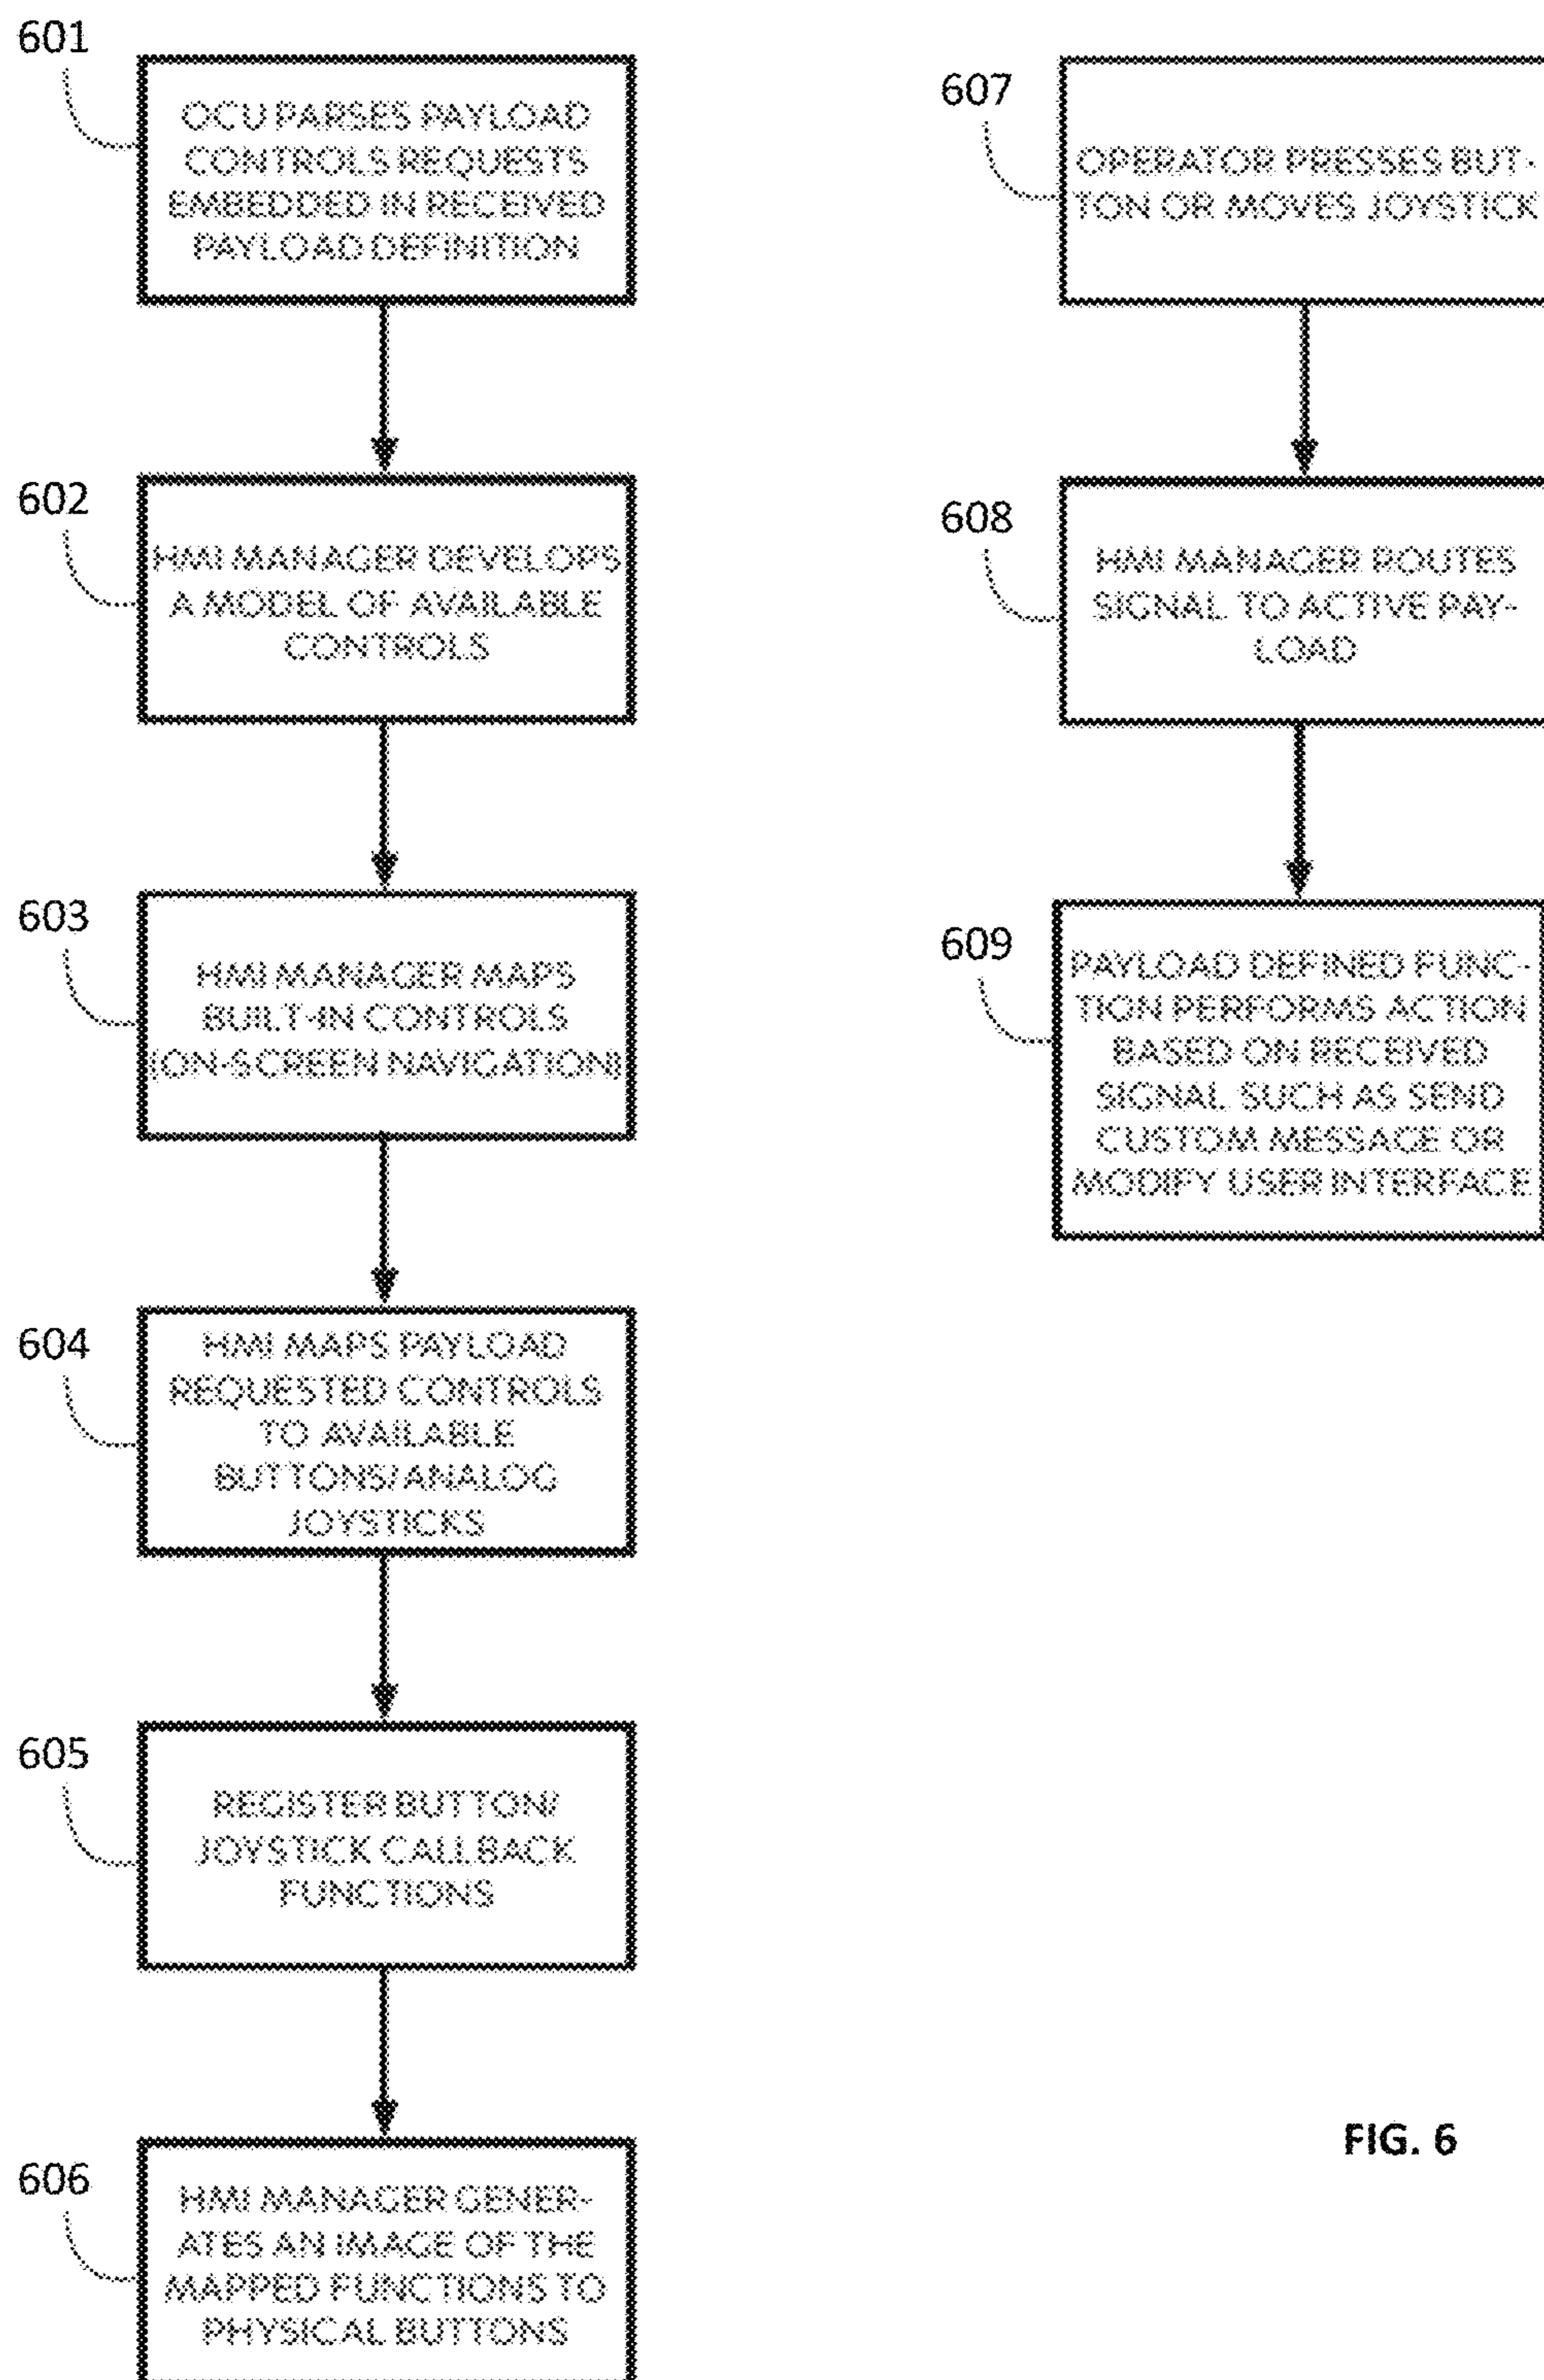 601
OCU PARSES PAYLOAD
CONTROLS REQUESTS
EMBEDDED IN RECEIVED
PAYLOAD DEFINITION
602
HMI MANAGER DEVELOPS
A MODEL OF AVAILABLE
CONTROLS
603
HMI MANAGER MAPS
BUILT-IN CONTROLS
(ON-SCREEN NAVIGATION)
604
HMI MAPS PAYLOAD
REQUESTED CONTROLS
TO AVAILABLE
BUTTONS/ANALOG
JOYSTICKS
605
REGISTER BUTTON/
JOYSTICK CALLBACK
FUNCTIONS
606
HMI MANAGER GENER-
ATES AN IMAGE OF THE
MAPPED FUNCTIONS TO
PHYSICAL BUTTONS
607
OPERATOR PRESSES BUT-
TON OR MOVES JOYSTICK
608
HMI MANAGER ROUTES
SIGNAL TO ACTIVE PAY-
LOAD
609
PAYLOAD DEFINED FUNC-
TION PERFORMS ACTION
BASED ON RECEIVED
SIGNAL SUCH AS SEND
CUSTOM MESSAGE OR
MODIFY USER INTERFACE
FIG. 6